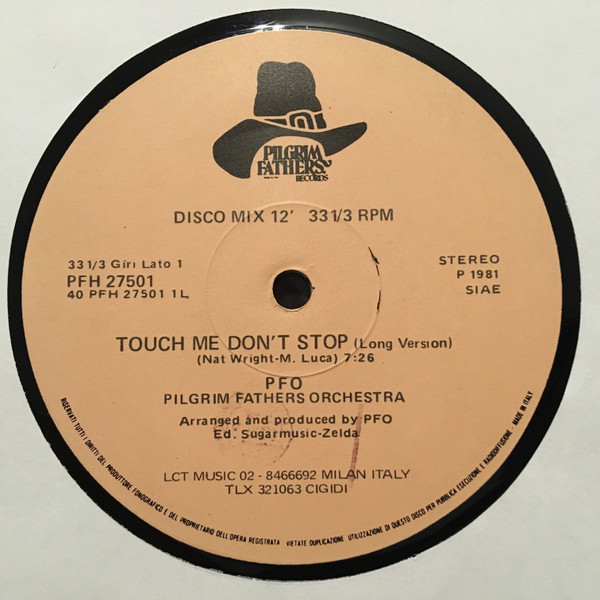 PILGRIM
FATHERS
RECORDS
DISCO MIX 12' 33 1/3 RPM
33 1/3 Giri Lato 1
PFH 27501
40 PFH 27501 1L
STEREO
P 1981
SIAE
TOUCH ME DON'T STOP (Long Version)
(Nat Wright-M. Luca) 7:26
PFO
PILGRIM FATHERS ORCHESTRA
Arranged and produced by PFO
Ed. Sugarmusic-Zelda
LCT MUSIC 02 - 8466692 MILAN ITALY
TLX 321063 CIGIDI
RISERVATI TUTTI I DIRITTI DEL PRODUTTORE FONOGRAFICO E DEL PROPRIETARIO DELL'OPERA REGISTRATA VIETATE DUPLICAZIONE UTILIZZAZIONE DI QUESTO DISCO PER PUBBLICA ESECUZIONE E RADIODIFFUSIONE. MADE IN ITALY